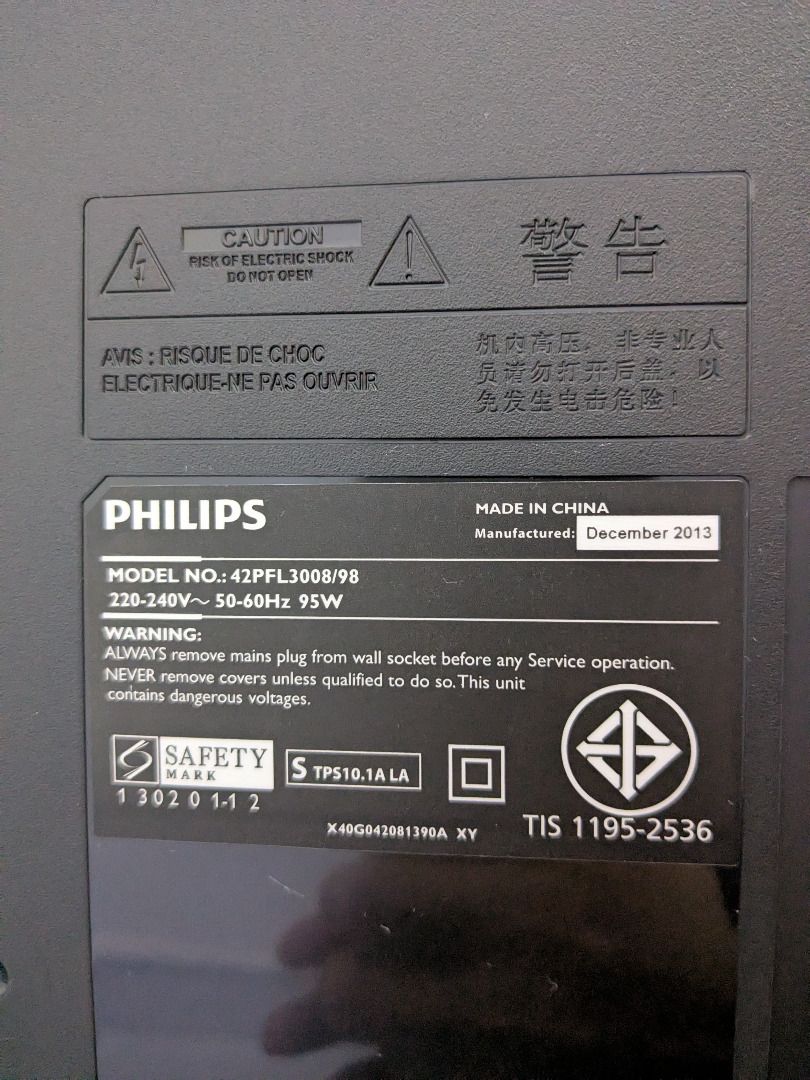 CAUTION
RISK OF ELECTRIC SHOCK
DO NOT OPEN
警告
AVIS : RISQUE DE CHOC
ELECTRIQUE-NE PAS OUVRIR
机内高压，非专业人
员请勿打开后盖，以
免发生电击危险！
PHILIPS
MADE IN CHINA
Manufactured: December 2013
MODEL NO.: 42PFL3008/98
220-240V~ 50-60Hz 95W
WARNING:
ALWAYS remove mains plug from wall socket before any Service operation.
NEVER remove covers unless qualified to do so. This unit
contains dangerous voltages.
SAFETY
MARK
1 3 0 2 0 1-1 2
S TPS10.1A LA
X40G042081390A XY
TIS 1195-2536